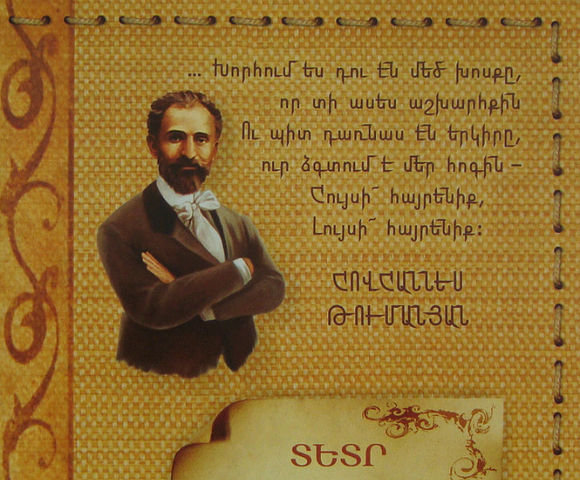 ... Խորհում ես դու էն մեծ խոսքը,
որ տի ասես աշխարհքին
Ու պիտ դառնաս էն երկիրը,
ուր ձգտում է մեր հոգին –
Հույսի՜ հայրենիք,
Լույսի՜ հայրենիք:
ՀՈՎՀԱՆՆԵՍ
ԹՈՒՄԱՆՅԱՆ
ՏԵՏՐ